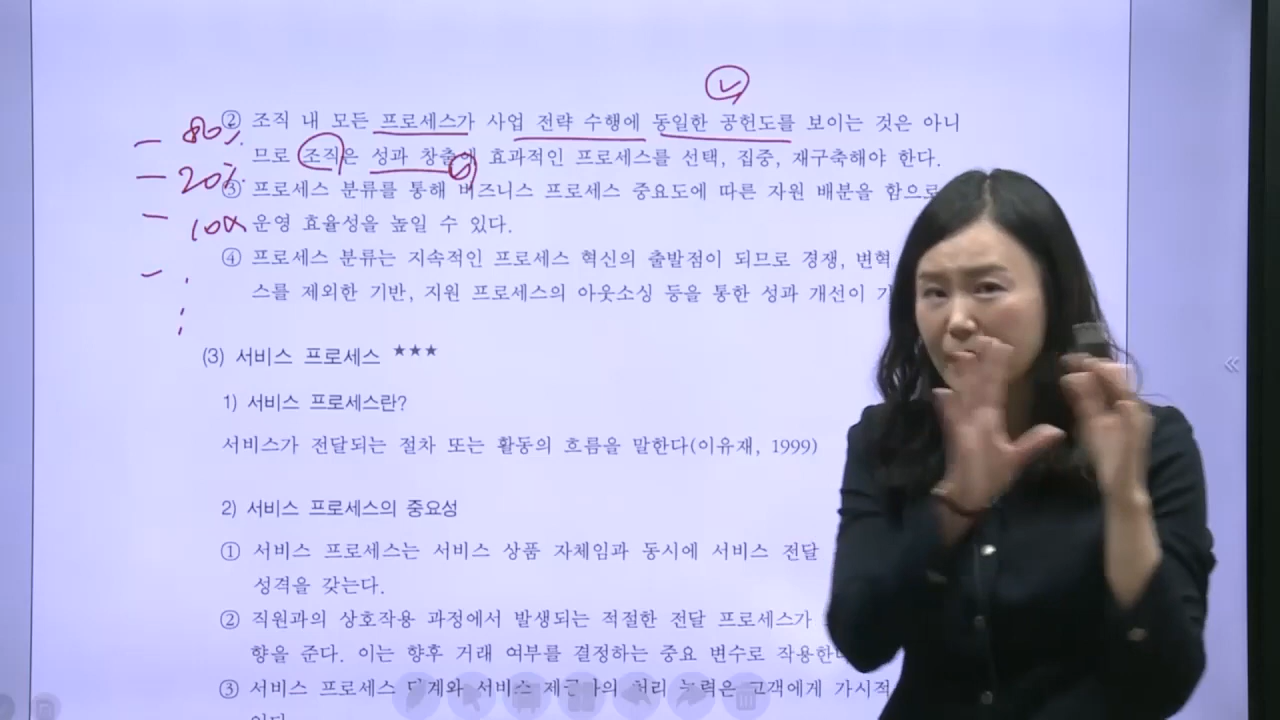 ② 조직 내 모든 프로세스가 사업 전략 수행에 동일한 공헌도를 보이는 것은 아니
80%
므로 조직은 성과 창출에 효과적인 프로세스를 선택, 집중, 재구축해야 한다.
20%
③ 프로세스 분류를 통해 비즈니스 프로세스 중요도에 따른 자원 배분을 함으로
운영 효율성을 높일 수 있다.
④ 프로세스 분류는 지속적인 프로세스 혁신의 출발점이 되므로 경쟁, 변혁
스를 제외한 기반, 지원 프로세스의 아웃소싱 등을 통한 성과 개선이
(3) 서비스 프로세스 ★★★
1) 서비스 프로세스란?
서비스가 전달되는 절차 또는 활동의 흐름을 말한다(이유재, 1999)
2) 서비스 프로세스의 중요성
① 서비스 프로세스는 서비스 상품 자체임과 동시에 서비스 전달
성격을 갖는다.
② 직원과의 상호작용 과정에서 발생되는 적절한 전달 프로세스가
향을 준다. 이는 향후 거래 여부를 결정하는 중요 변수로 작용한다
③ 서비스 프로세스 단계와 서비스 제공자의 처리 능력은 고객에게 가시적